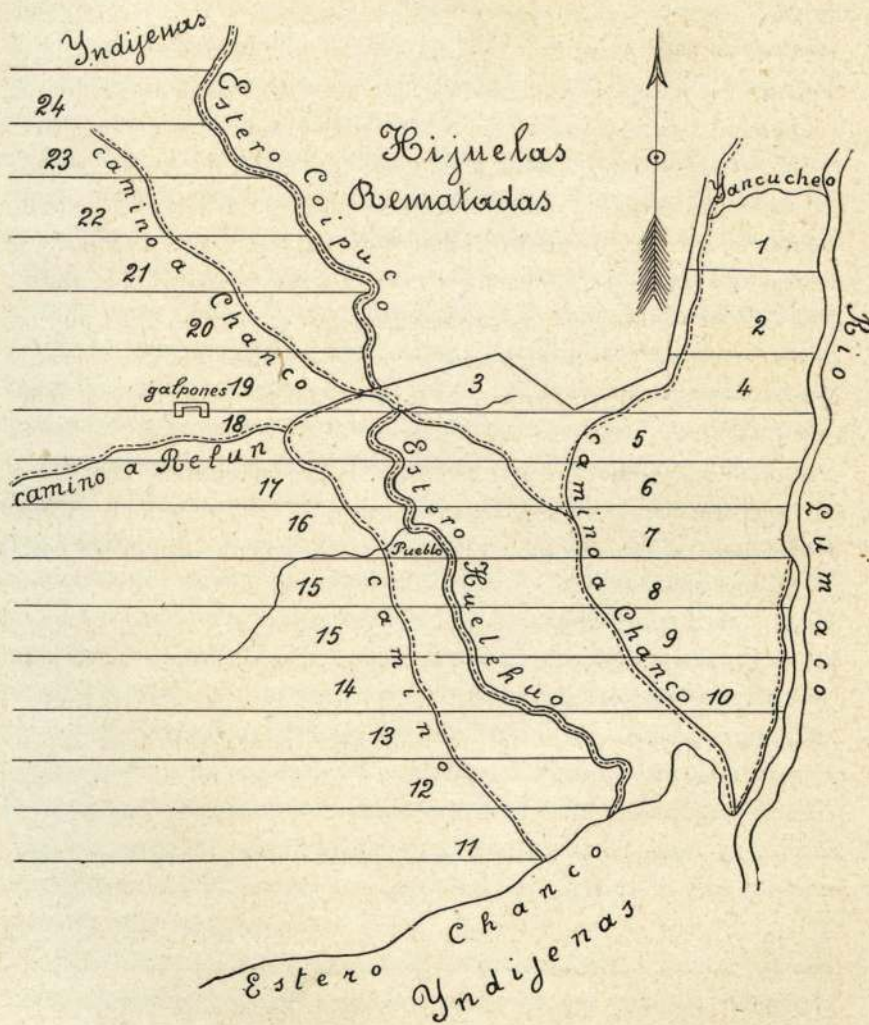 Yndijenas
Estero Coipuco
Hijuelas
Rematadas
24
23
22
21
20
19
18
17
16
15
15
14
13
12
11
camino a Chanco
galpones
camino a Relun
Pueblo
camino
Estero Huelehuo
3
Yancucheo
1
2
4
5
6
7
8
9
10
camino a Chanco
Rio Lumaco
Estero Chanco
Yndijenas